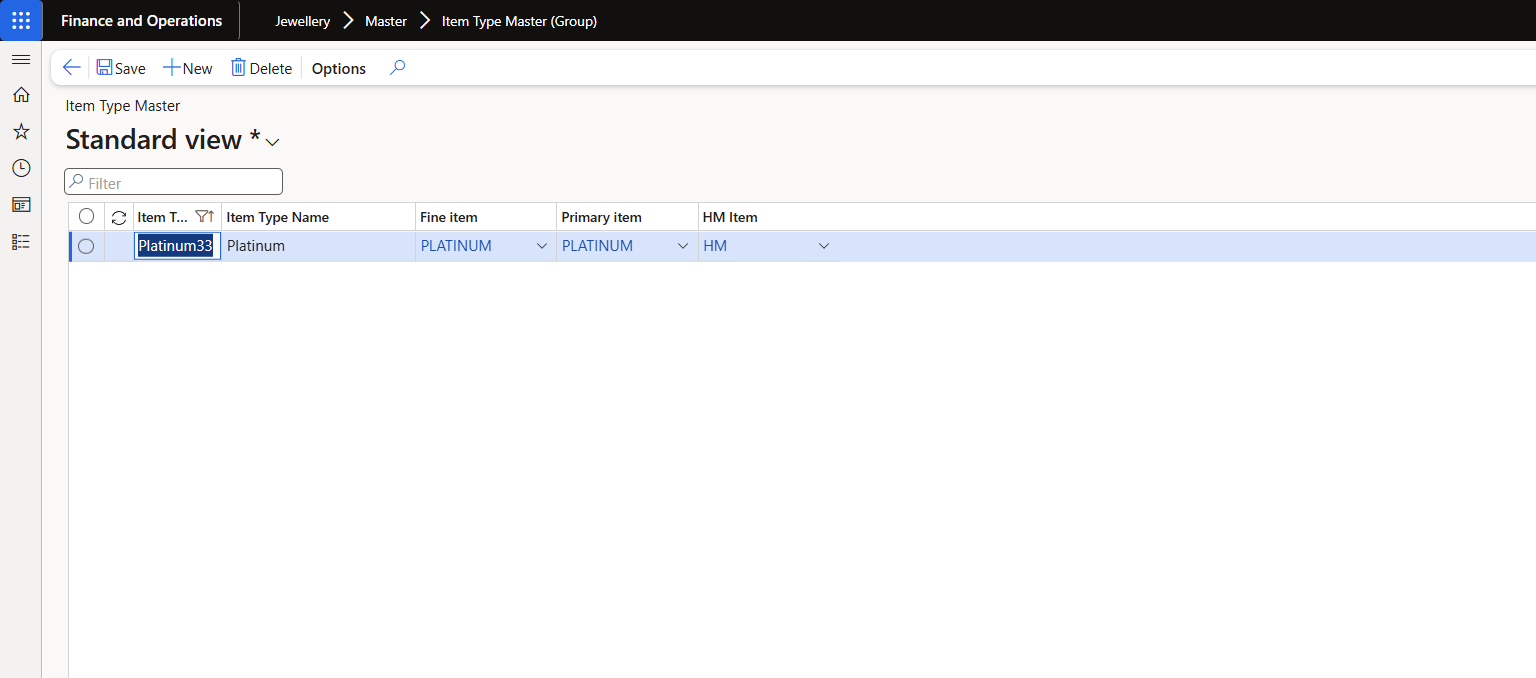 Finance and Operations Jewellery Master Item Type Master (Group)
Save New Delete Options
Item Type Master
Standard view *
Filter
Item T... Item Type Name Fine item Primary item HM Item
Platinum33 Platinum PLATINUM PLATINUM HM